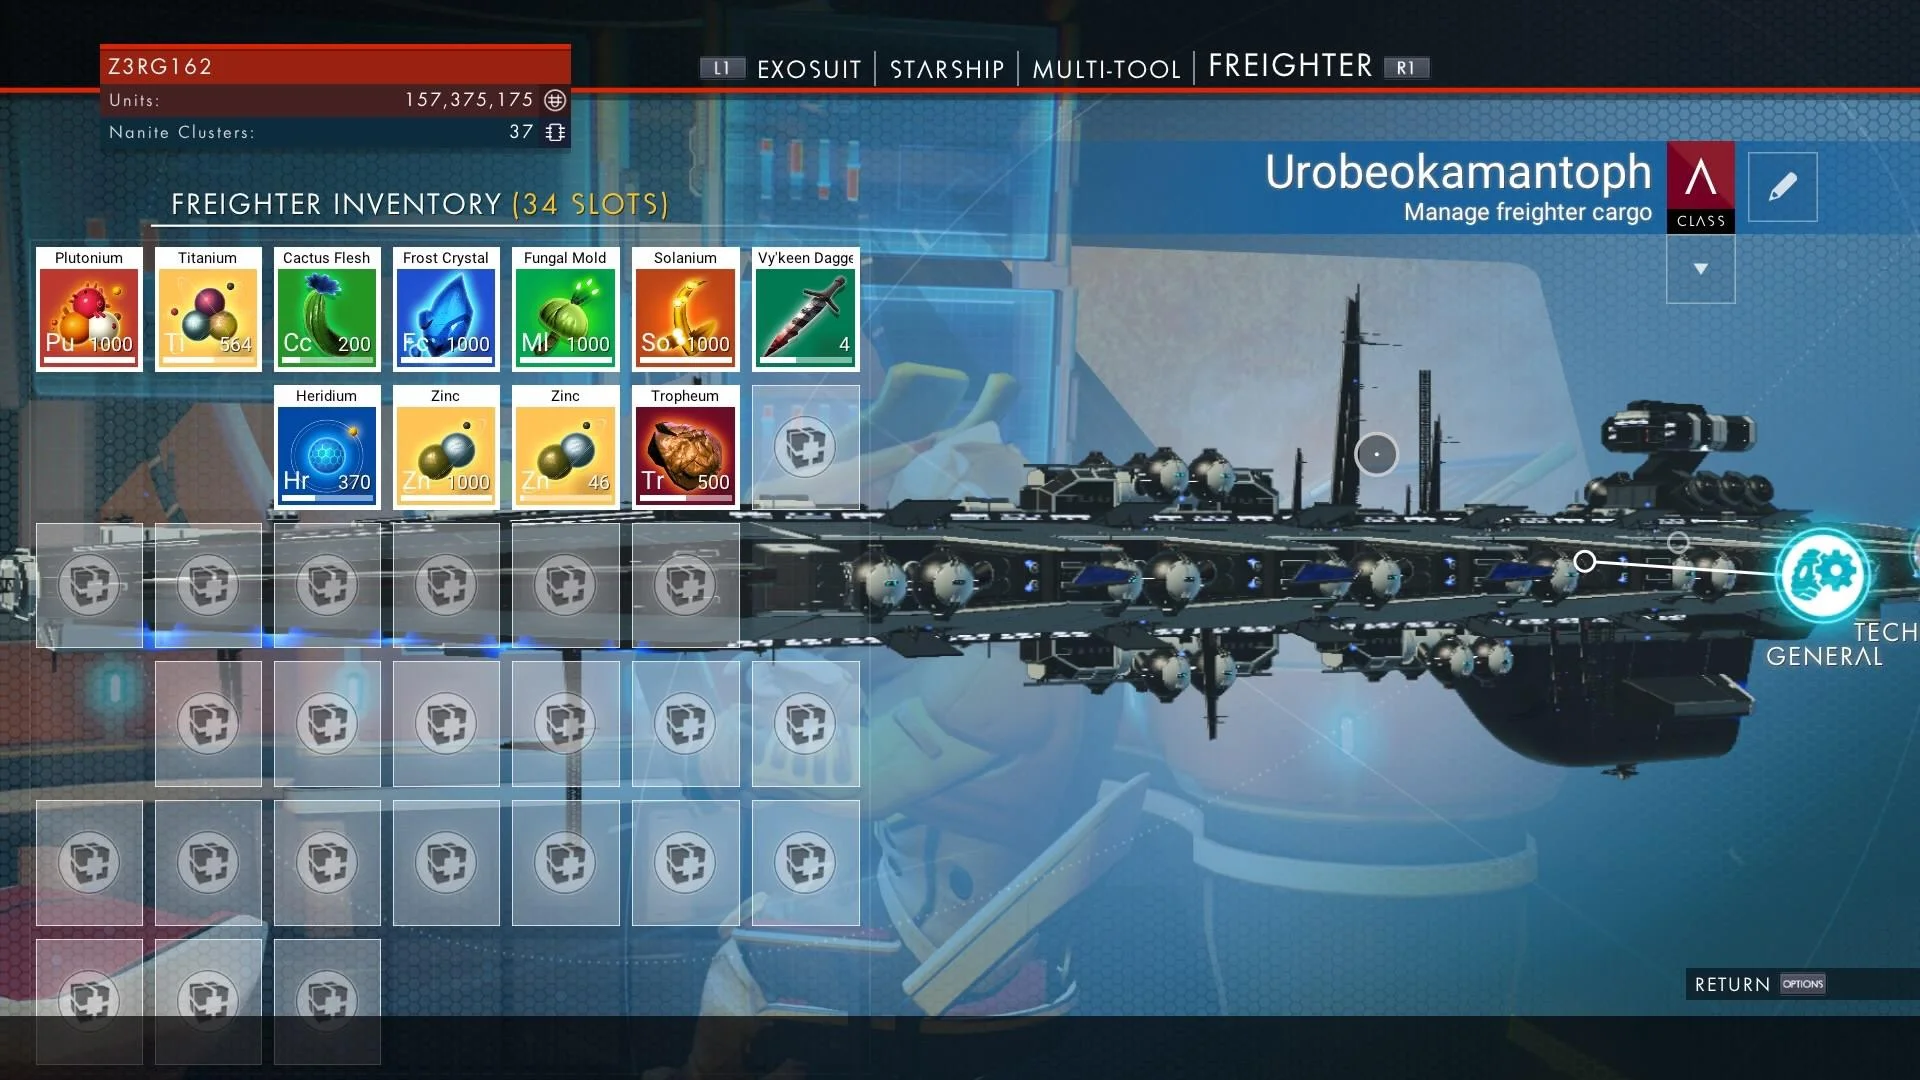 Z3RG162
Units: 157,375,175
Nanite Clusters: 37
L1 EXOSUIT STARSHIP MULTI-TOOL FREIGHTER R1
Urobeokamantoph
Manage freighter cargo
A
CLASS
FREIGHTER INVENTORY (34 SLOTS)
Plutonium Titanium Cactus Flesh Frost Crystal Fungal Mold Solanium Vy'keen Dagge
Pu 1000 Ti 564 Cc 200 Fc 1000 Ml 1000 So 1000 4
Heridium Zinc Zinc Tropheum
Hr 370 Zn 1000 Zn 46 Tr 500
TECH
GENERAL
RETURN OPTIONS